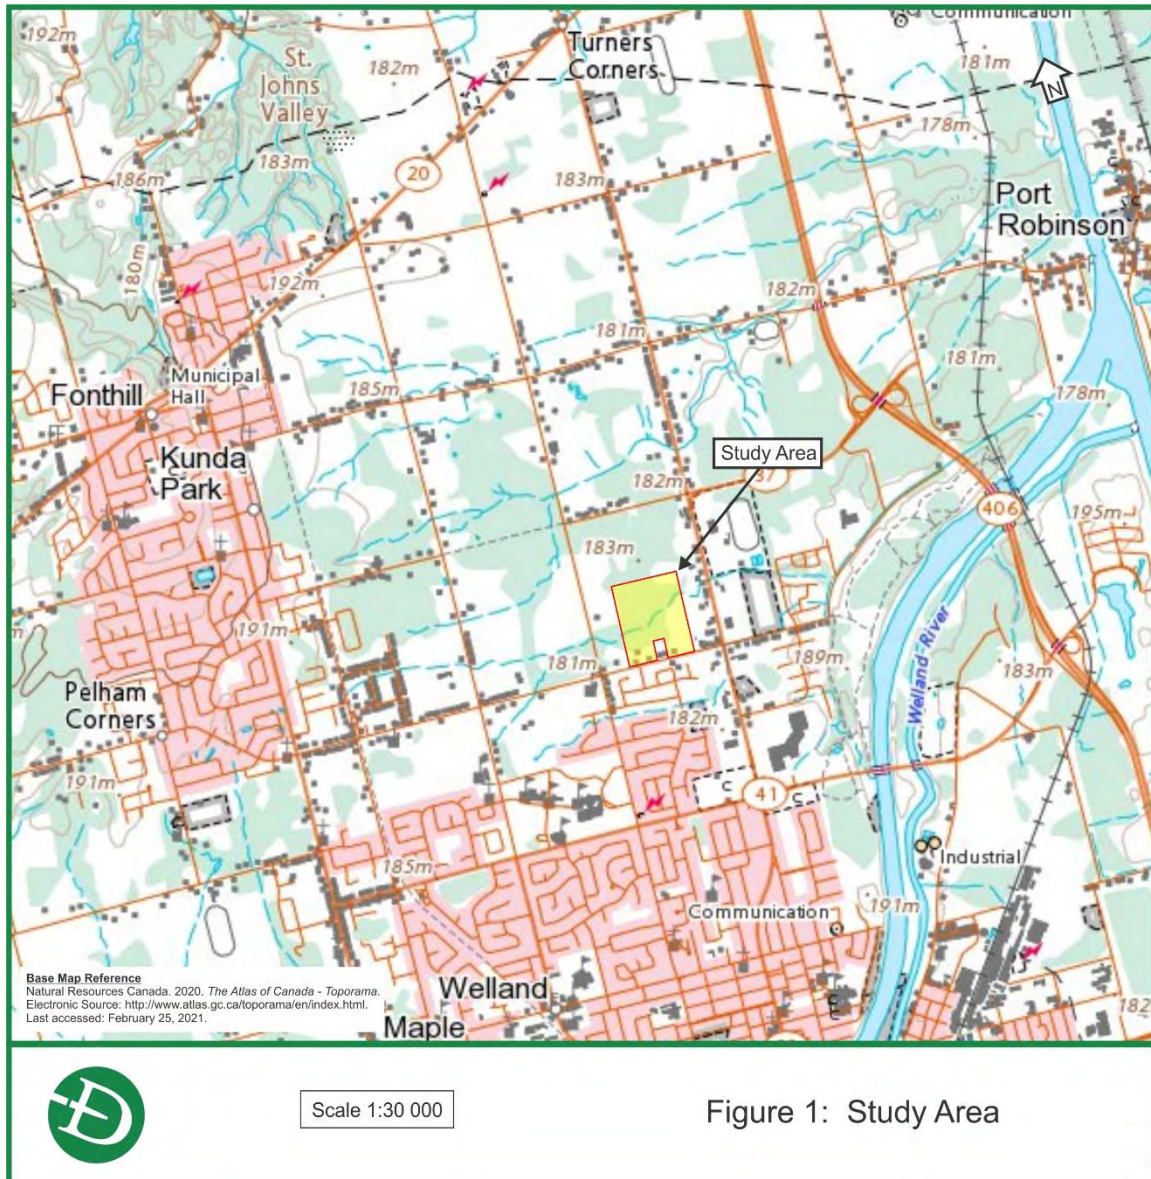 Communication
192m
St.
Johns
Valley
182m
Turners
Corners
181m
N
178m
183m
186m
20
183m
Port
Robinson
180m
192m
182m
181m
181m
Municipal
Hall
185m
178m
Fonthill
Kunda
Park
Study Area
182m
37
406
195m
183m
191m
181m
189m
183m
Welland River
Pelham
Corners
182m
191m
41
C
C
Industrial
185m
Communication
191m
Welland
182
Maple
Base Map Reference
Natural Resources Canada. 2020. The Atlas of Canada - Toporama.
Electronic Source: http://www.atlas.gc.ca/toporama/en/index.html.
Last accessed: February 25, 2021.
D
Scale 1:30 000
Figure 1: Study Area